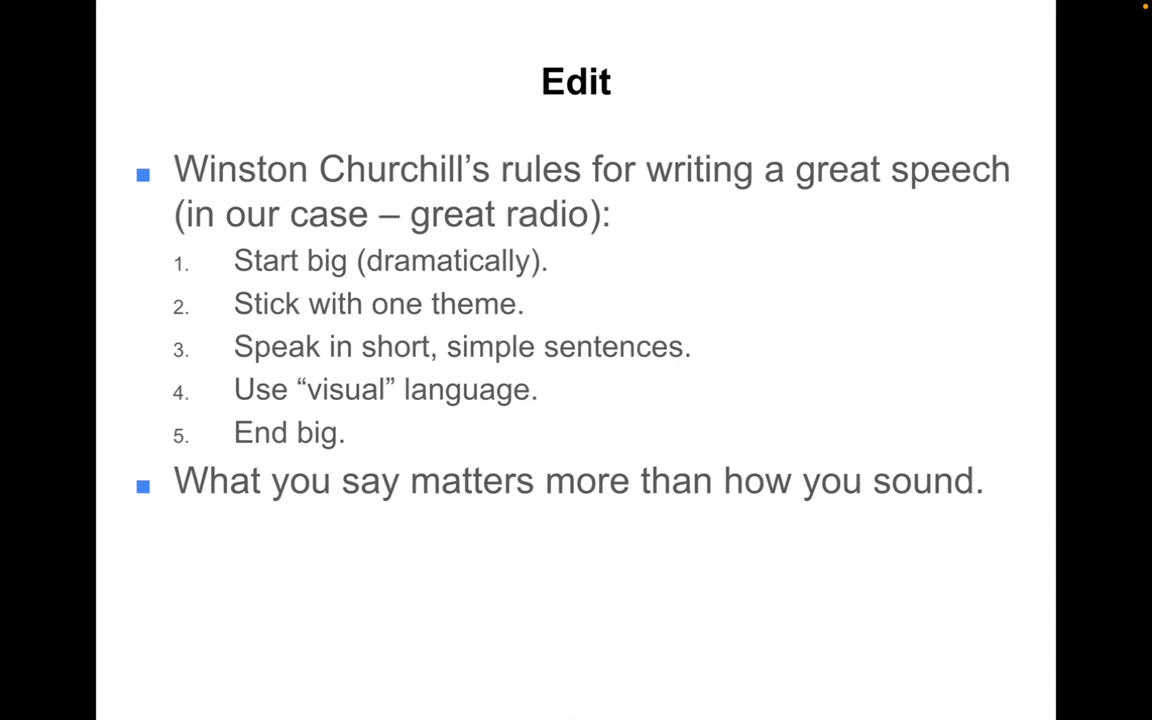 Edit
Winston Churchill’s rules for writing a great speech
(in our case – great radio):
1. Start big (dramatically).
2. Stick with one theme.
3. Speak in short, simple sentences.
4. Use “visual” language.
5. End big.
What you say matters more than how you sound.